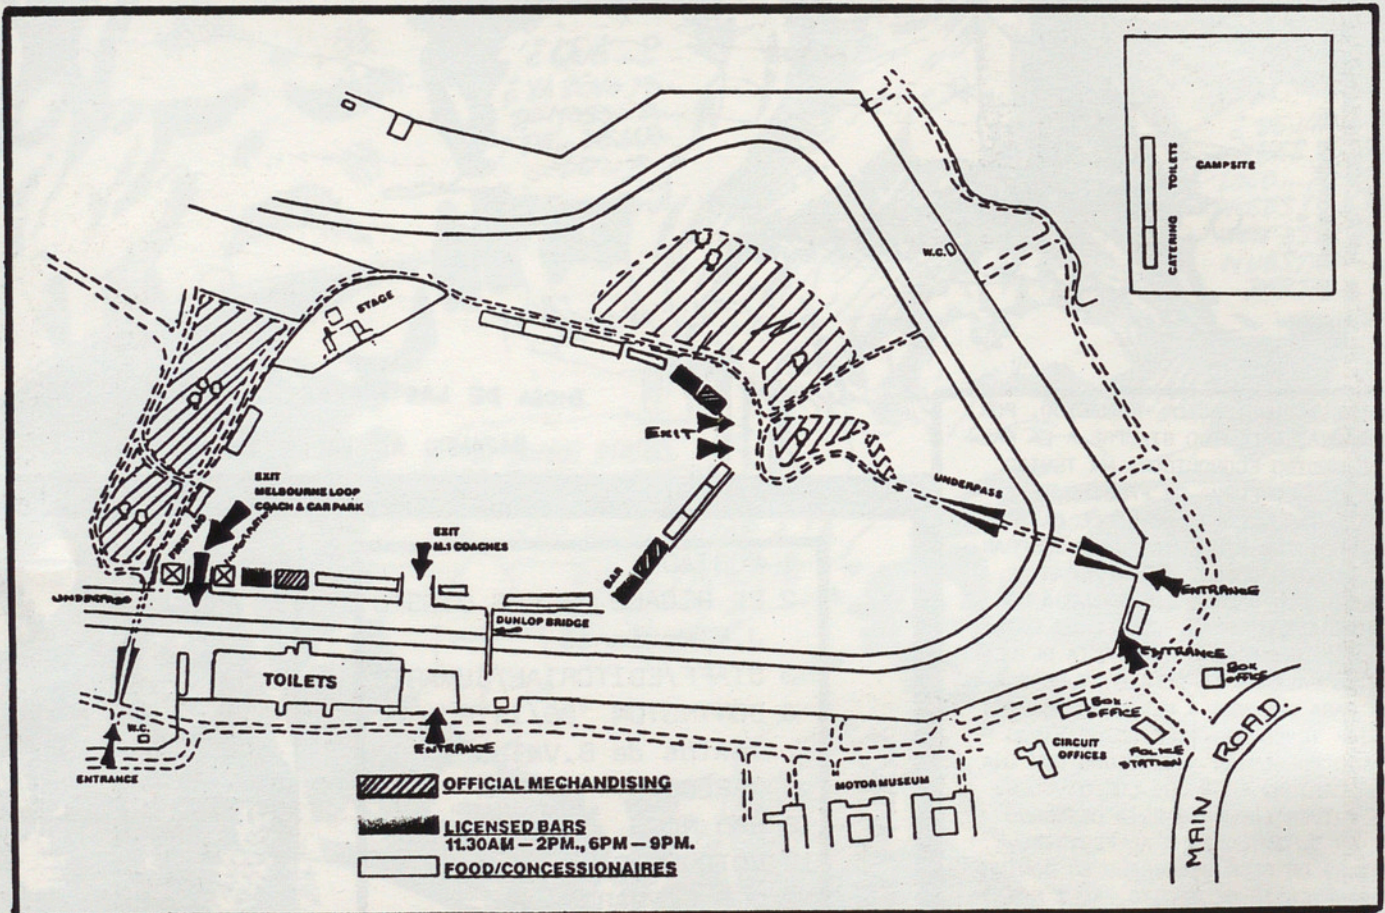 TOILETS
CAMPSITE
CATERING
W.C.
STAGE
EXIT
UNDERPASS
EXIT
MELBOURNE LOOP
COACH & CAR PARK
FIRST AID
EXIT
M.1 COACHES
BAR
UNDERPASS
DUNLOP BRIDGE
ENTRANCE
ENTRANCE
BOX
OFFICE
TOILETS
BOX
OFFICE
W.C.
ENTRANCE
ENTRANCE
CIRCUIT
OFFICES
POLICE
STATION
MAIN ROAD.
MOTOR MUSEUM
OFFICIAL MECHANDISING
LICENSED BARS
11.30AM — 2PM., 6PM — 9PM.
FOOD/CONCESSIONAIRES